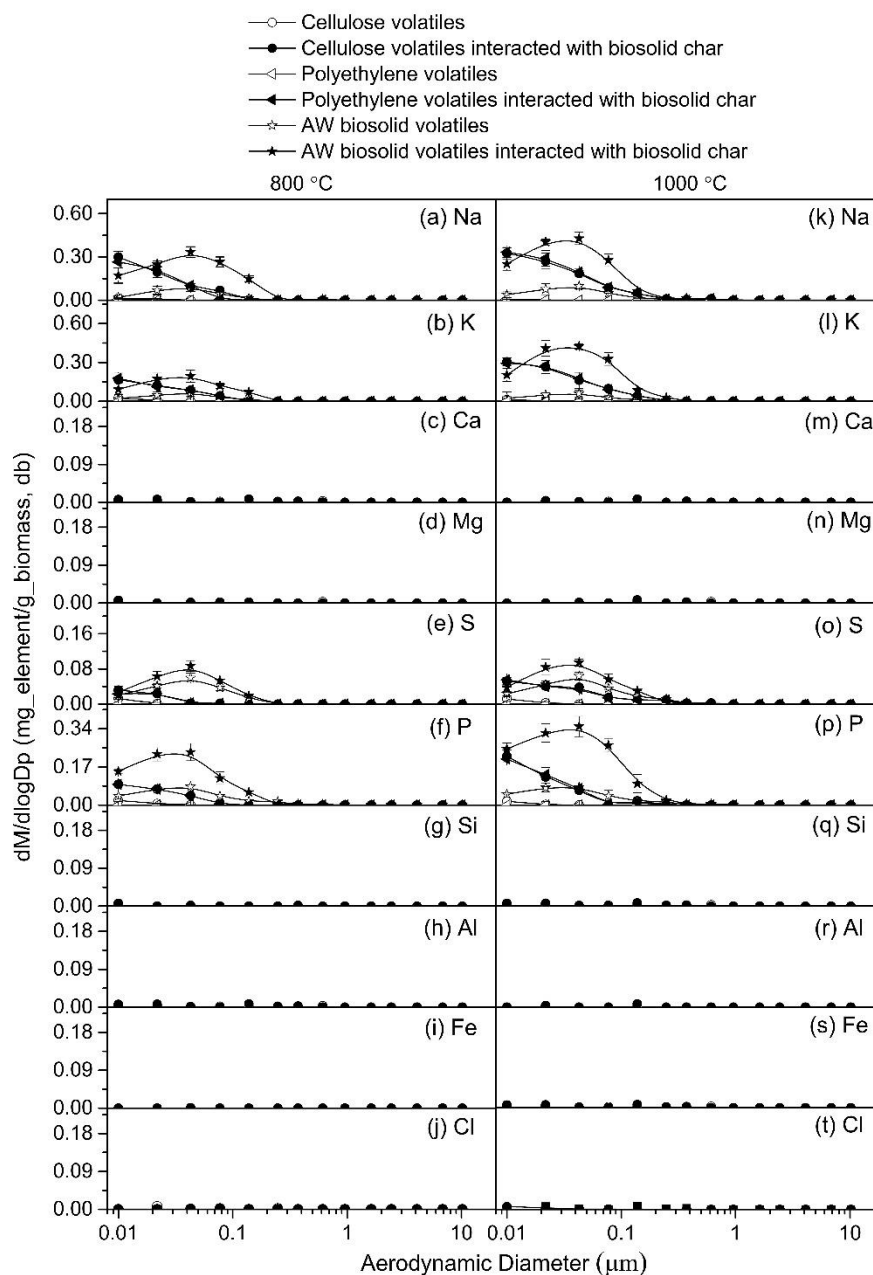 Cellulose volatiles
Cellulose volatiles interacted with biosolid char
Polyethylene volatiles
Polyethylene volatiles interacted with biosolid char
AW biosolid volatiles
AW biosolid volatiles interacted with biosolid char
800 °C
1000 °C
dM/dlogDp (mg_element/g_biomass, db)
0.60
0.30
0.00
(a) Na
(k) Na
0.60
0.30
0.00
(b) K
(l) K
0.18
0.09
0.00
(c) Ca
(m) Ca
0.18
0.09
0.00
(d) Mg
(n) Mg
0.16
0.08
0.00
(e) S
(o) S
0.34
0.17
0.00
(f) P
(p) P
0.18
0.09
0.00
(g) Si
(q) Si
0.18
0.09
0.00
(h) Al
(r) Al
0.18
0.09
0.00
(i) Fe
(s) Fe
0.18
0.09
0.00
(j) Cl
(t) Cl
0.01 0.1 1 10 0.01 0.1 1 10
Aerodynamic Diameter (µm)